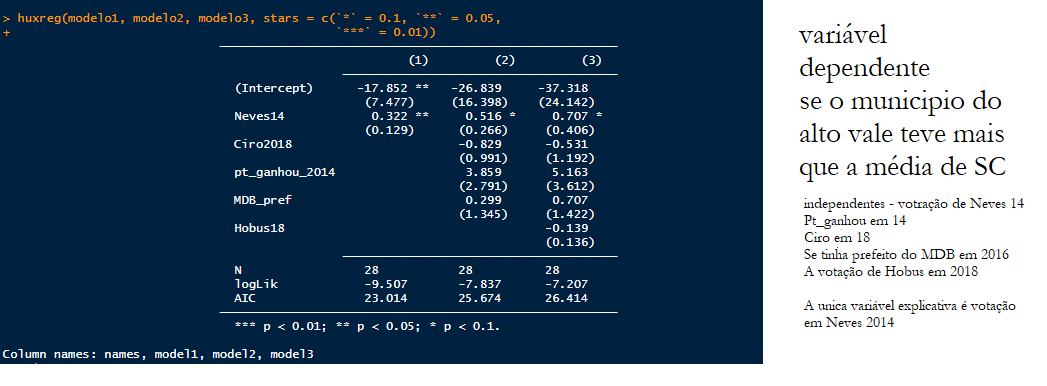 > huxreg(modelo1, modelo2, modelo3, stars = c(`*` = 0.1, `**` = 0.05,
+ `***` = 0.01))
(1) (2) (3)
(Intercept) -17.852 ** -26.839 -37.318
(7.477) (16.398) (24.142)
Neves14 0.322 ** 0.516 * 0.707 *
(0.129) (0.266) (0.406)
Ciro2018 -0.829 -0.531
(0.991) (1.192)
pt_ganhou_2014 3.859 5.163
(2.791) (3.612)
MDB_pref 0.299 0.707
(1.345) (1.422)
Hobus18 -0.139
(0.136)
N 28 28 28
logLik -9.507 -7.837 -7.207
AIC 23.014 25.674 26.414
*** p < 0.01; ** p < 0.05; * p < 0.1.
Column names: names, model1, model2, model3
variável
dependente
se o municipio do
alto vale teve mais
que a média de SC
independentes - votração de Neves 14
Pt_ganhou em 14
Ciro em 18
Se tinha prefeito do MDB em 2016
A votação de Hobus em 2018
A unica variável explicativa é votação
em Neves 2014